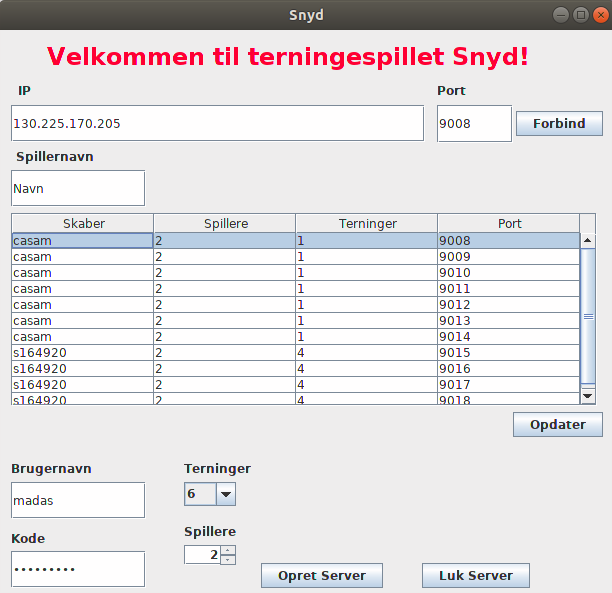 Snyd
Velkommen til terningespillet Snyd!
IP Port
130.225.170.205 9008 Forbind
Spillernavn
Navn
Skaber Spillere Terninger Port
casam 2 1 9008
casam 2 1 9009
casam 2 1 9010
casam 2 1 9011
casam 2 1 9012
casam 2 1 9013
casam 2 1 9014
s164920 2 4 9015
s164920 2 4 9016
s164920 2 4 9017
s164920 2 4 9018
Opdater
Brugernavn Terninger
madas 6
Kode Spillere
••••••••• 2
Opret Server Luk Server